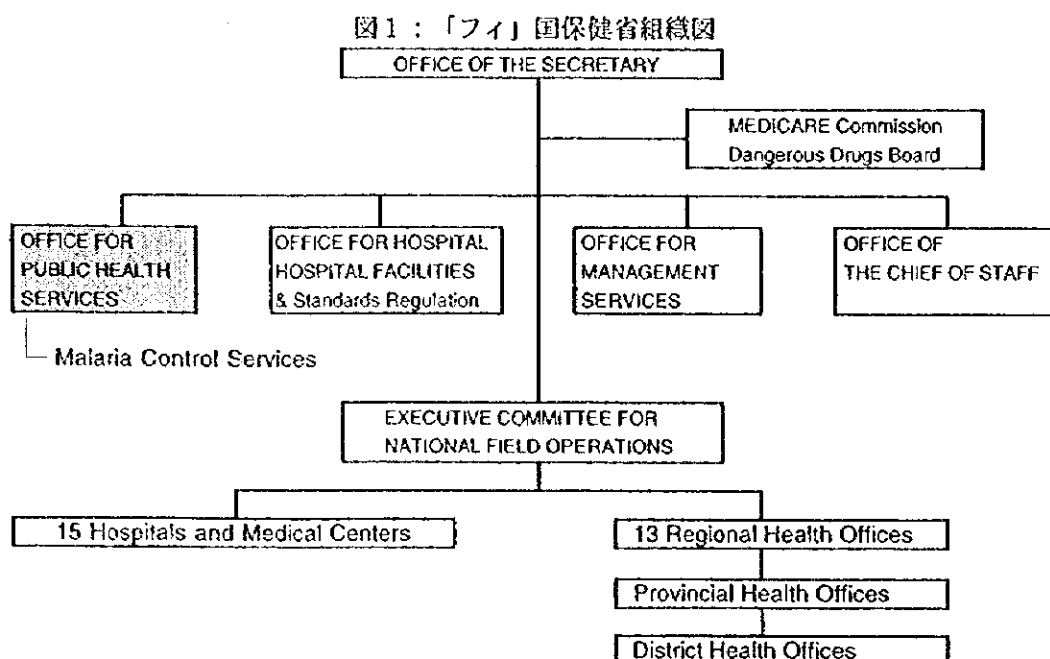 図1:「フィ」国保健省組織図
OFFICE OF THE SECRETARY
MEDICARE Commission
Dangerous Drugs Board
OFFICE FOR
PUBLIC HEALTH
SERVICES
OFFICE FOR HOSPITAL
HOSPITAL FACILITIES
& Standards Regulation
OFFICE FOR
MANAGEMENT
SERVICES
OFFICE OF
THE CHIEF OF STAFF
Malaria Control Services
EXECUTIVE COMMITTEE FOR
NATIONAL FIELD OPERATIONS
15 Hospitals and Medical Centers
13 Regional Health Offices
Provincial Health Offices
District Health Offices